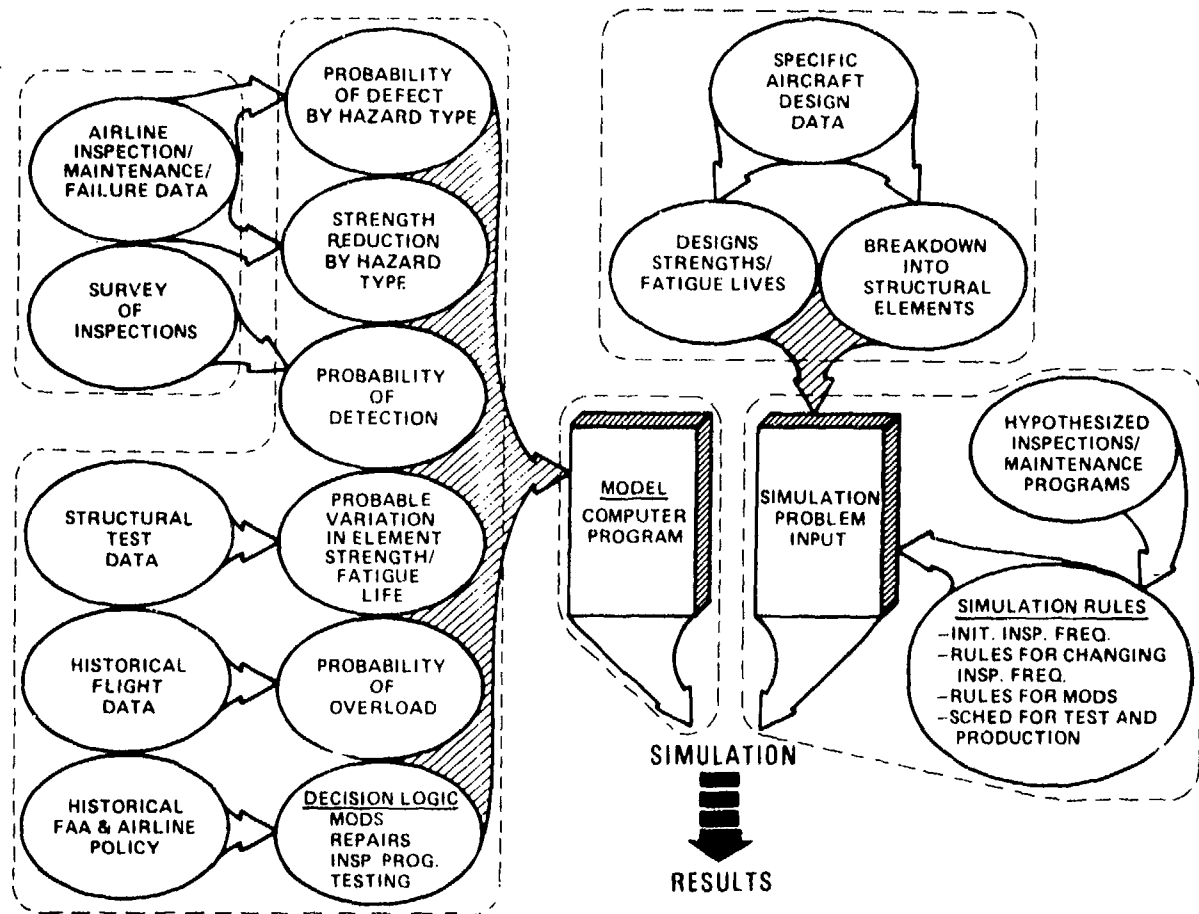 AIRLINE
INSPECTION/
MAINTENANCE/
FAILURE DATA
SURVEY
OF
INSPECTIONS
STRUCTURAL
TEST
DATA
HISTORICAL
FLIGHT
DATA
HISTORICAL
FAA & AIRLINE
POLICY
PROBABILITY
OF DEFECT
BY HAZARD TYPE
STRENGTH
REDUCTION
BY HAZARD
TYPE
PROBABILITY
OF
DETECTION
PROBABLE
VARIATION
IN ELEMENT
STRENGTH/
FATIGUE
LIFE
PROBABILITY
OF
OVERLOAD
DECISION LOGIC
MODS
REPAIRS
INSP PROG.
TESTING
SPECIFIC
AIRCRAFT
DESIGN
DATA
DESIGNS
STRENGTHS/
FATIGUE LIVES
BREAKDOWN
INTO
STRUCTURAL
ELEMENTS
MODEL
COMPUTER
PROGRAM
SIMULATION
PROBLEM
INPUT
HYPOTHESIZED
INSPECTIONS/
MAINTENANCE
PROGRAMS
SIMULATION RULES
-INIT. INSP. FREQ.
-RULES FOR CHANGING
INSP. FREQ.
-RULES FOR MODS
-SCHED FOR TEST AND
PRODUCTION
SIMULATION
RESULTS